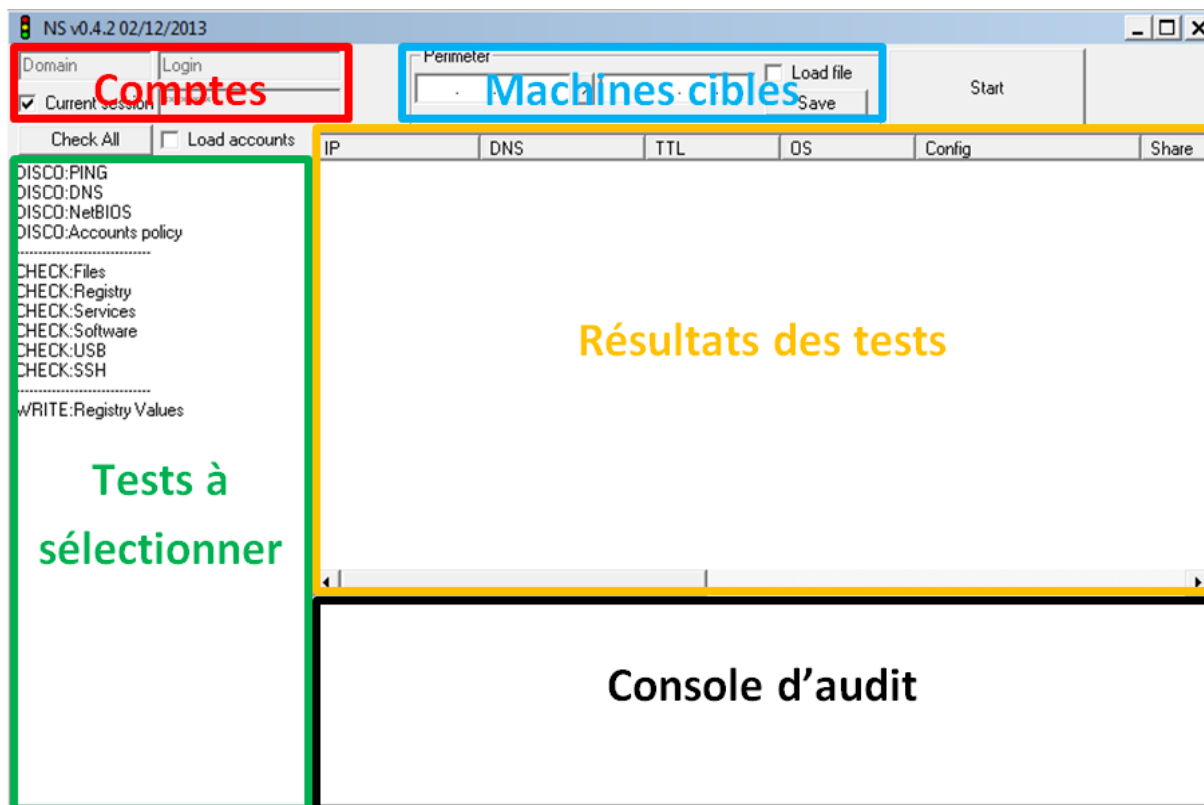 NS v0.4.2 02/12/2013
Domain
Login
Comptes
Current session
Perimeter
Machines cibles
Load file
Save
Start
Check All
Load accounts
IP
DNS
TTL
OS
Config
Share
DISCO:PING
DISCO:DNS
DISCO:NetBIOS
DISCO:Accounts policy
------------------------------
CHECK:Files
CHECK:Registry
CHECK:Services
CHECK:Software
CHECK:USB
CHECK:SSH
------------------------------
WRITE:Registry Values
Résultats des tests
Tests à
sélectionner
Console d’audit